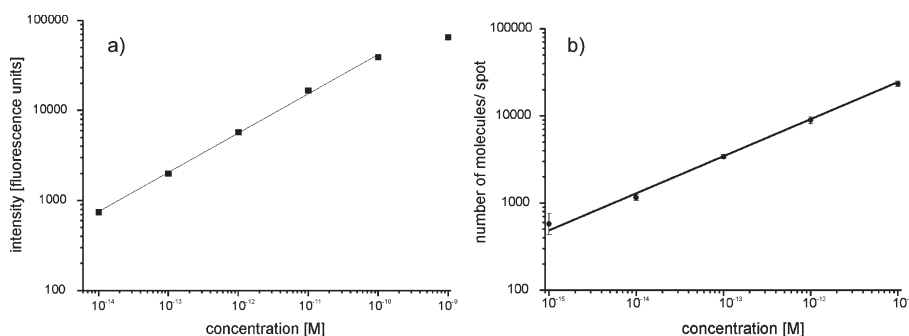 a)
intensity [fluorescence units]
100000
10000
1000
100
10⁻¹⁴ 10⁻¹³ 10⁻¹² 10⁻¹¹ 10⁻¹⁰ 10⁻⁹
concentration [M]
b)
number of molecules/ spot
100000
10000
1000
100
10⁻¹⁵ 10⁻¹⁴ 10⁻¹³ 10⁻¹²
concentration [M]